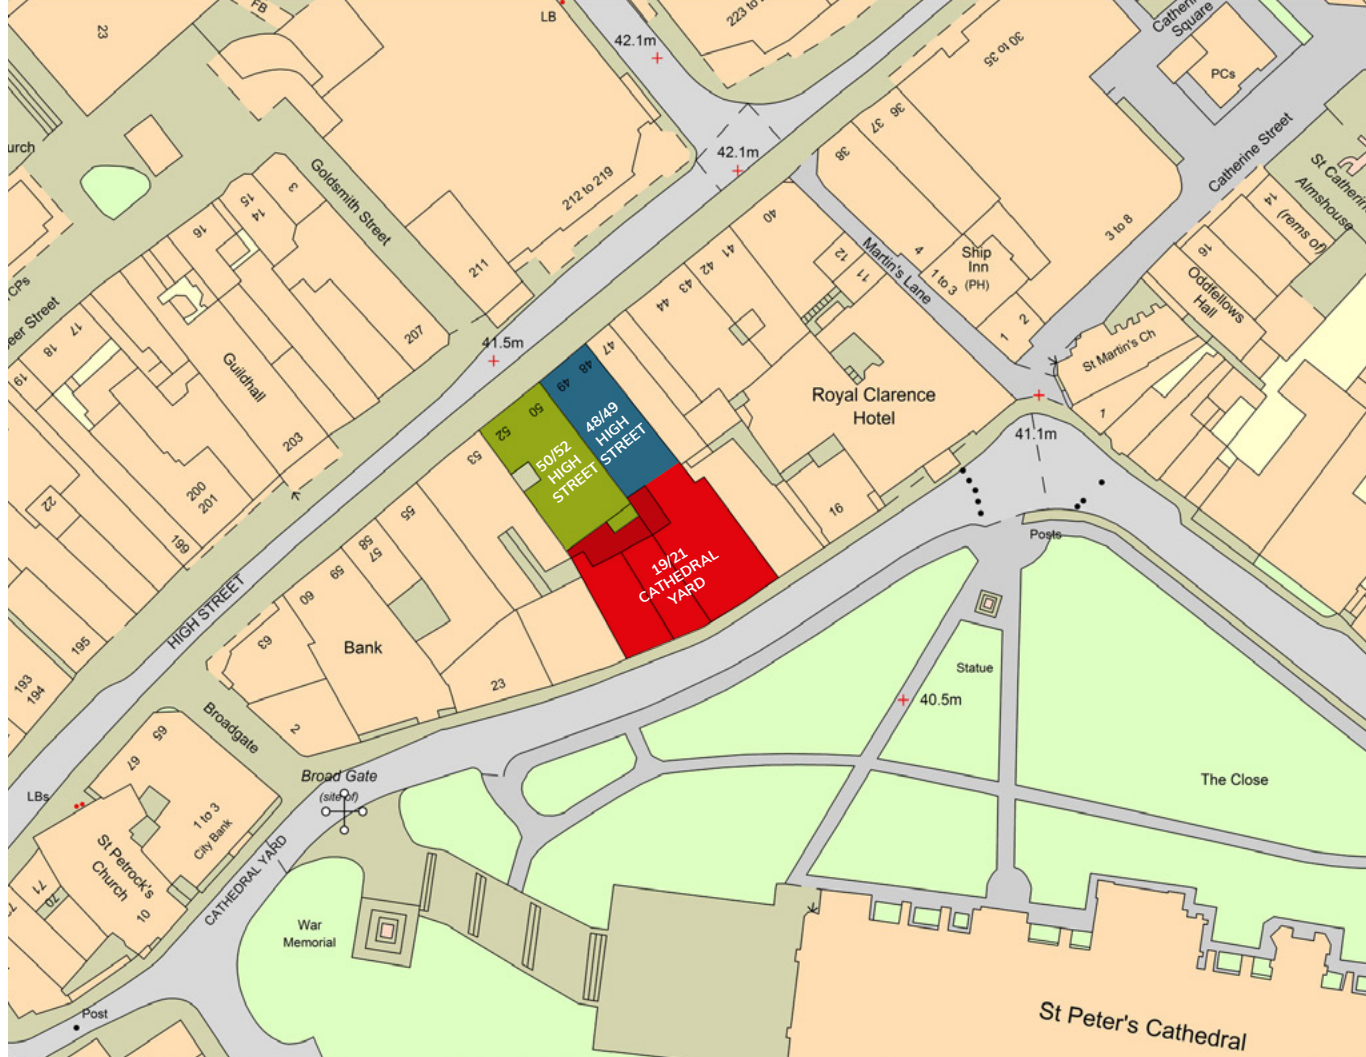 23
FB
LB
42.1m
223 to
30 to 35
Catherine
Square
PCs
urch
Goldsmith Street
212 to 219
42.1m
36
37
38
Catherine Street
St Catherine
Almshouse
(rems of)
14
3
15
14
16
211
40
41
42
43
44
12
11
Martin's Lane
4
1 to 3
Ship
Inn
(PH)
3 to 8
16
Oddfellows
Hall
TCPs
eer Street
17
18
19
Guildhall
207
41.5m
47
48
49
50
52
1
2
St Martin's Ch
1
Royal Clarence
Hotel
41.1m
203
200
201
199
22
53
55
58
57
59
60
63
48/49
HIGH
STREET
50/52
HIGH
STREET
19/21
CATHEDRAL
YARD
16
Posts
HIGH STREET
195
193
194
Bank
23
2
Broadgate
Statue
40.5m
The Close
65
67
Broad Gate
(site of)
LBs
1 to 3
City Bank
St Petrock's
Church
10
71
70
CATHEDRAL YARD
War
Memorial
Post
St Peter's Cathedral